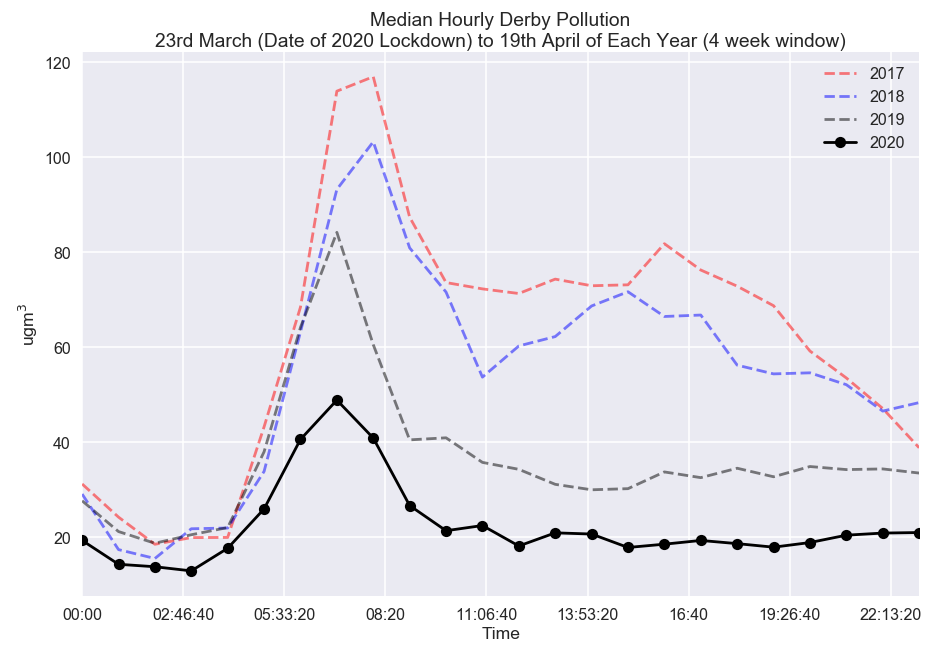 Median Hourly Derby Pollution
23rd March (Date of 2020 Lockdown) to 19th April of Each Year (4 week window)
2017
2018
2019
2020
120
100
80
60
40
20
ugm³
00:00 02:46:40 05:33:20 08:20 11:06:40 13:53:20 16:40 19:26:40 22:13:20
Time